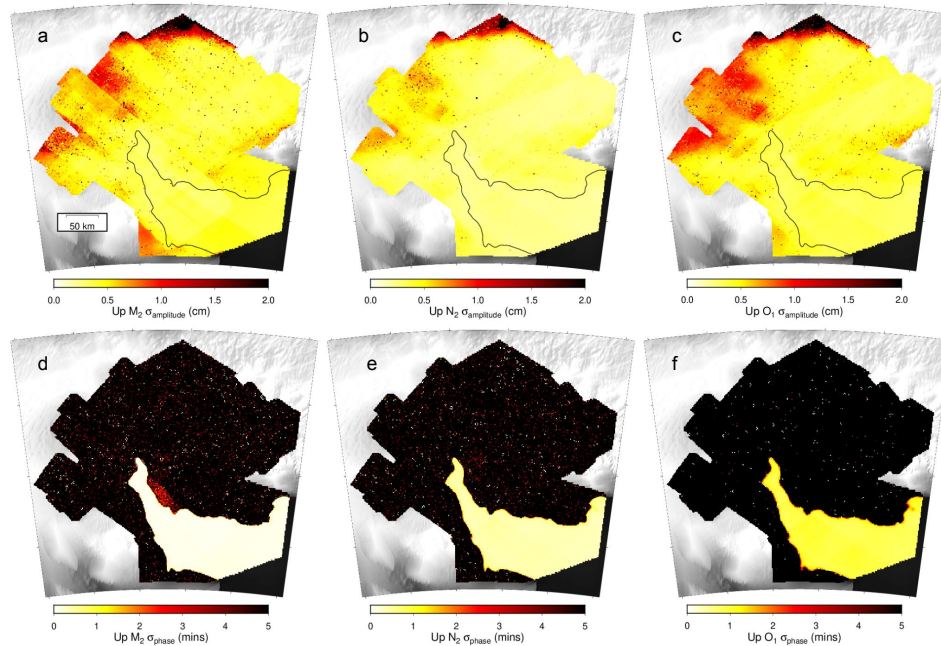 a
b
c
50 km
0.0 0.5 1.0 1.5 2.0
Up M₂ σamplitude (cm)
0.0 0.5 1.0 1.5 2.0
Up N₂ σamplitude (cm)
0.0 0.5 1.0 1.5 2.0
Up O₁ σamplitude (cm)
d
e
f
0 1 2 3 4 5
Up M₂ σphase (mins)
0 1 2 3 4 5
Up N₂ σphase (mins)
0 1 2 3 4 5
Up O₁ σphase (mins)